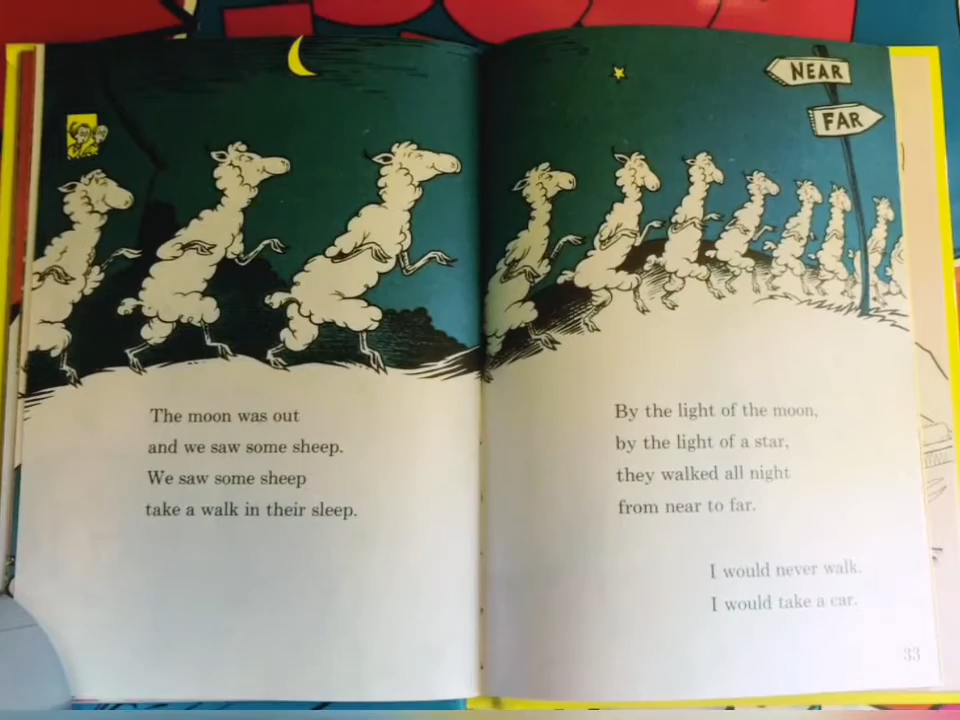 NEAR
FAR
The moon was out
and we saw some sheep.
We saw some sheep
take a walk in their sleep.
By the light of the moon,
by the light of a star,
they walked all night
from near to far.
I would never walk.
I would take a car.
33